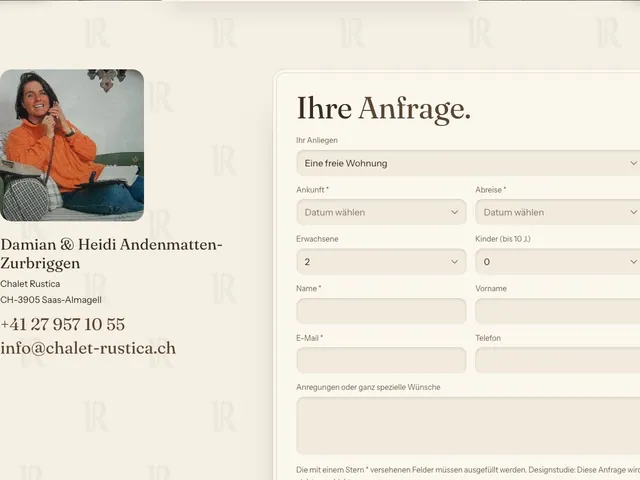 Damian & Heidi Andenmatten-
Zurbriggen
Chalet Rustica
CH-3905 Saas-Almagell
+41 27 957 10 55
info@chalet-rustica.ch
Ihre Anfrage.
Ihr Anliegen
Eine freie Wohnung
Ankunft *
Abreise *
Datum wählen
Datum wählen
Erwachsene
Kinder (bis 10 J.)
2
0
Name *
Vorname
E-Mail *
Telefon
Anregungen oder ganz spezielle Wünsche
Die mit einem Stern * versehenen Felder müssen ausgefüllt werden. Designstudie: Diese Anfrage wird